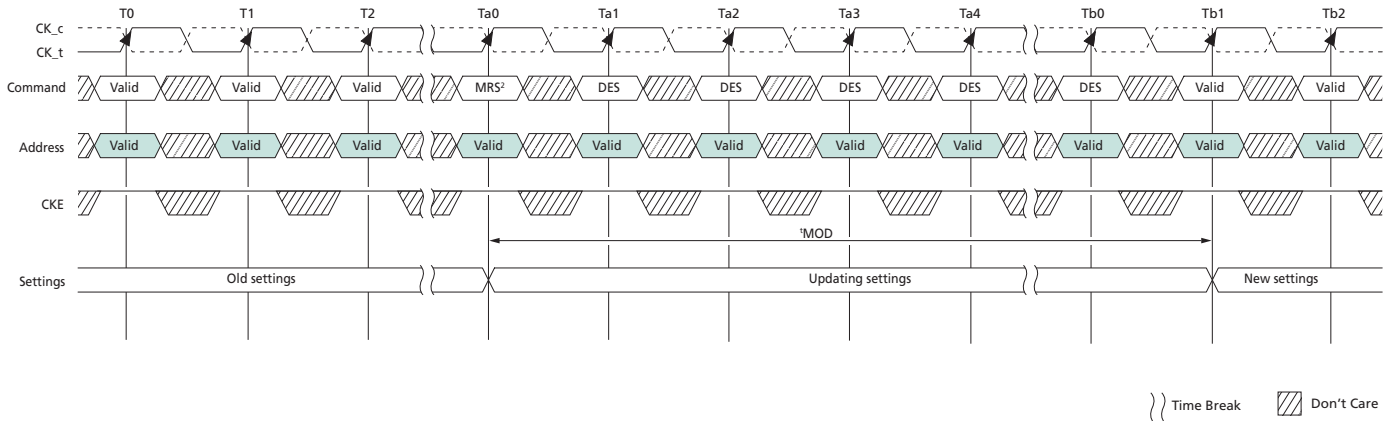 T0 T1 T2 Ta0 Ta1 Ta2 Ta3 Ta4 Tb0 Tb1 Tb2
CK_c
CK_t
Command Valid Valid Valid MRS² DES DES DES DES DES Valid Valid
Address Valid Valid Valid Valid Valid Valid Valid Valid Valid Valid Valid
CKE
ᵗMOD
Settings Old settings Updating settings New settings
Time Break Don't Care